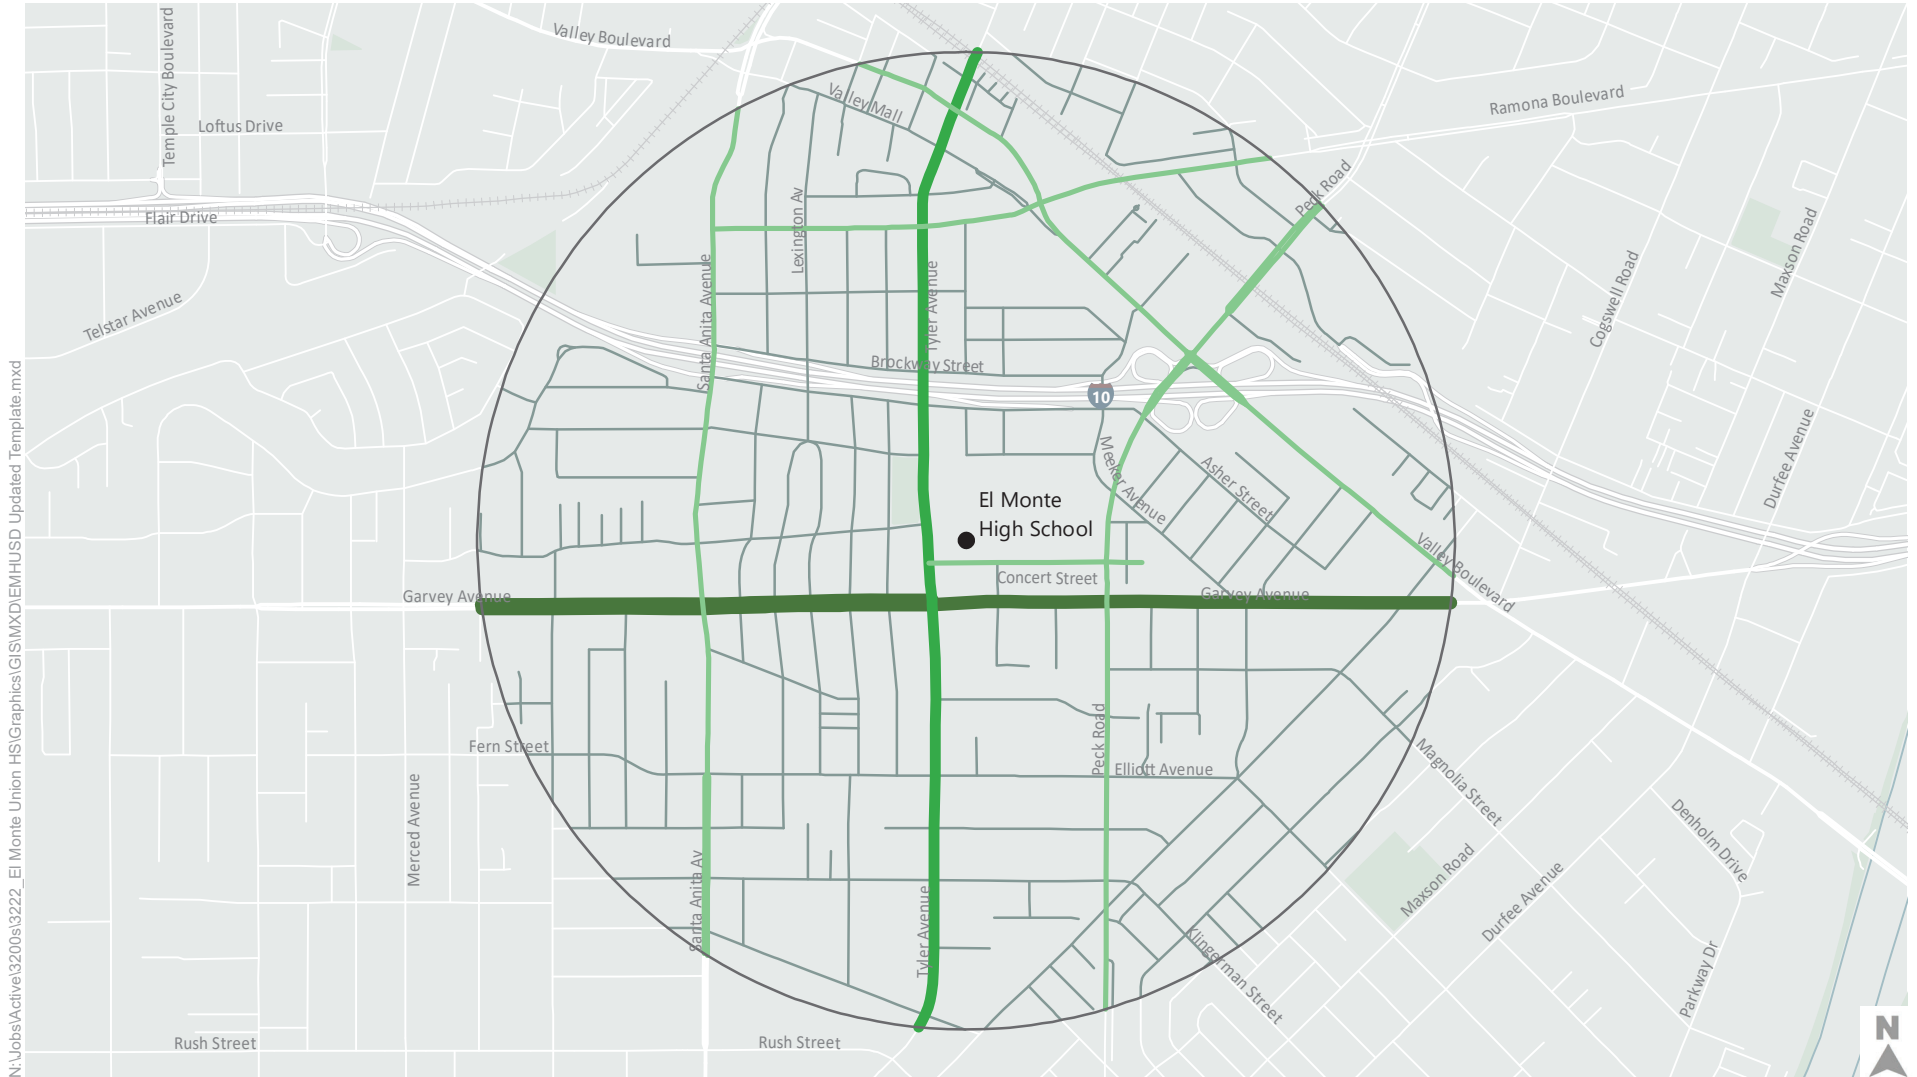 Temple City Boulevard
Valley Boulevard
Loftus Drive
Valley Mall
Ramona Boulevard
Peck Road
Flair Drive
Lexington Av
Maxson Road
Telstar Avenue
Santa Anita Avenue
Tyler Avenue
Cogswell Road
Brockway Street
10
Meeker Avenue
Asher Street
Durfee Avenue
El Monte
High School
Valley Boulevard
Concert Street
Garvey Avenue
Garvey Avenue
Fern Street
Peck Road
Elliott Avenue
Magnolia Street
Merced Avenue
Denholm Drive
Maxson Road
Durfee Avenue
Santa Anita Av
Tyler Avenue
Klingerman Street
Parkway Dr
Rush Street
Rush Street
N
N:\Jobs\Active\3200s\3222_El Monte Union HS\Graphics\GIS\MXD\EMHUSD Updated Template.mxd